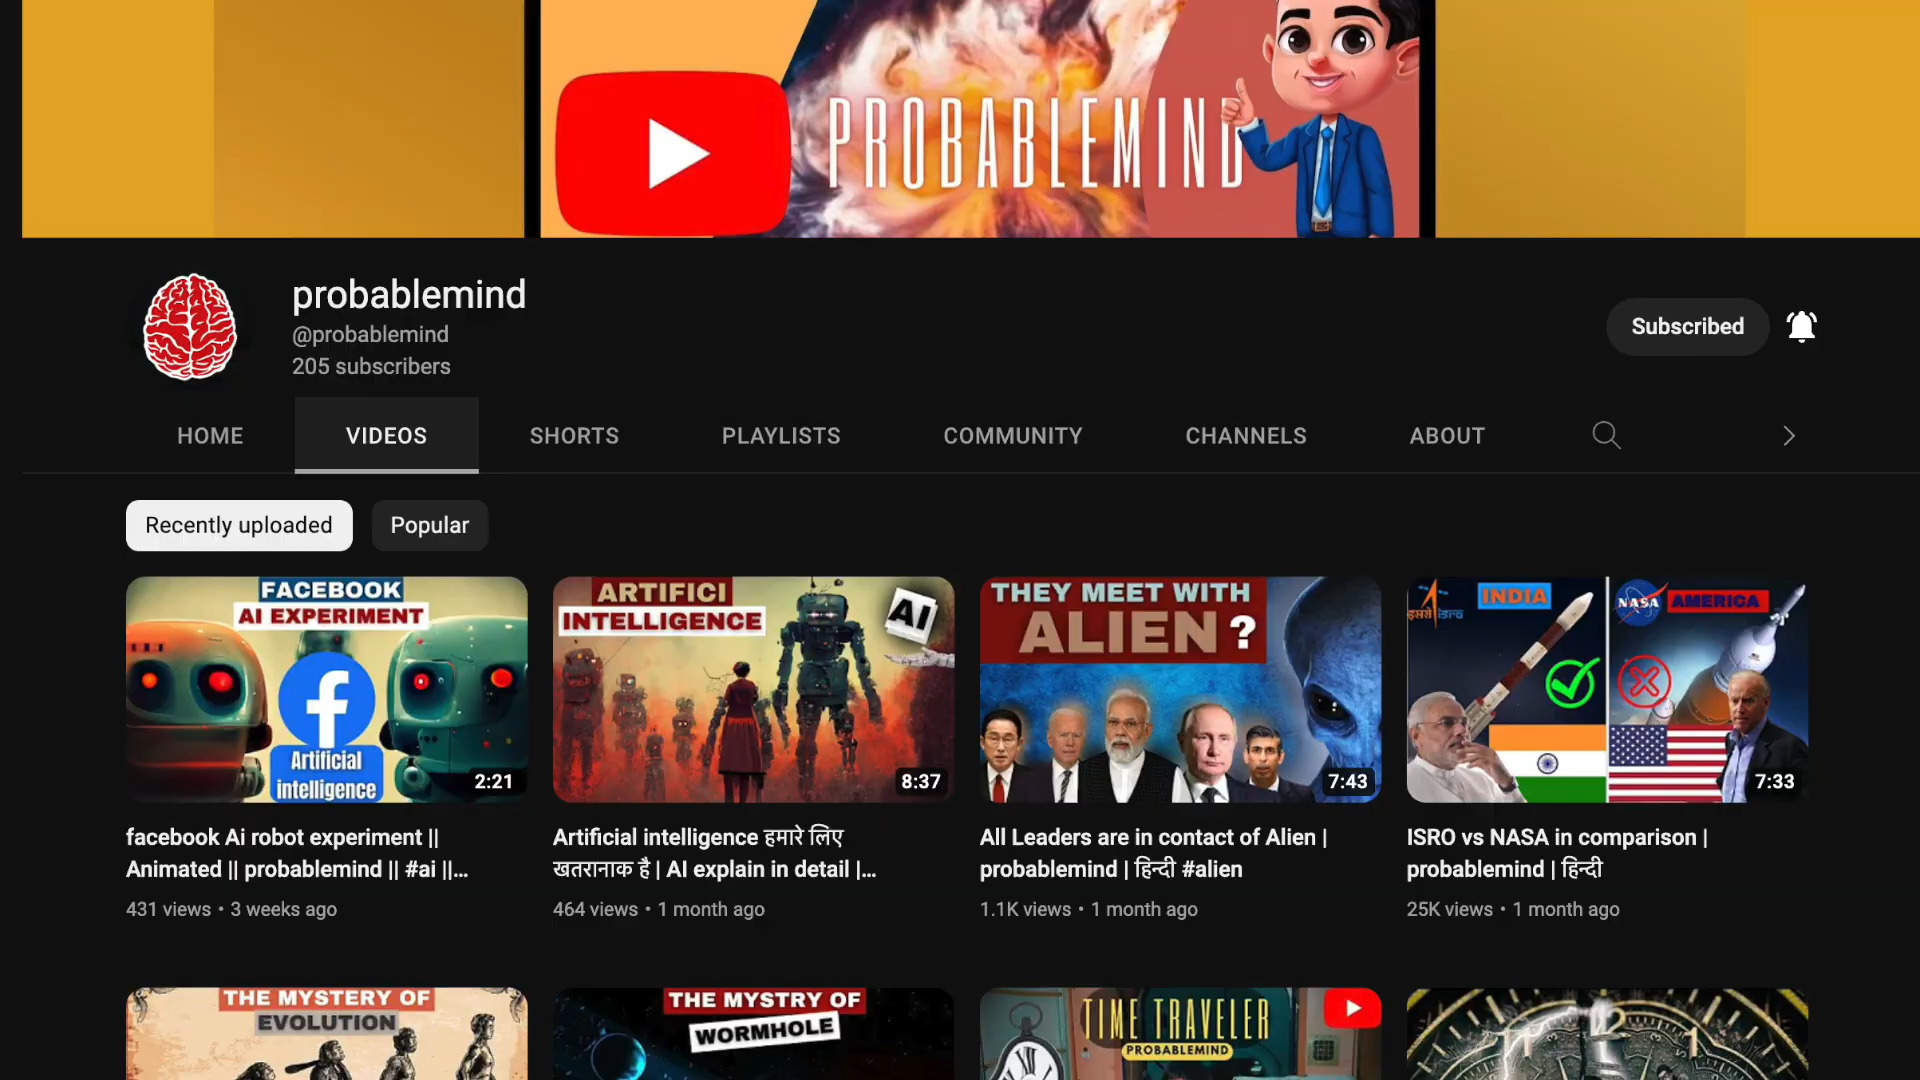 PROBABLEMIND
probablemind
@probablemind
205 subscribers
Subscribed
HOME
VIDEOS
SHORTS
PLAYLISTS
COMMUNITY
CHANNELS
ABOUT
Recently uploaded
Popular
FACEBOOK
AI EXPERIMENT
f
Artificial
intelligence
2:21
ARTIFICI
INTELLIGENCE
AI
8:37
THEY MEET WITH
ALIEN ?
7:43
इसरो isro
INDIA
NASA
AMERICA
7:33
facebook Ai robot experiment ||
Animated || probablemind || #ai ||...
431 views • 3 weeks ago
Artificial intelligence हमारे लिए
खतरानाक है | AI explain in detail |...
464 views • 1 month ago
All Leaders are in contact of Alien |
probablemind | हिन्दी #alien
1.1K views • 1 month ago
ISRO vs NASA in comparison |
probablemind | हिन्दी
25K views • 1 month ago
THE MYSTERY OF
EVOLUTION
THE MYSTRY OF
WORMHOLE
TIME TRAVELER
PROBABLEMIND
12